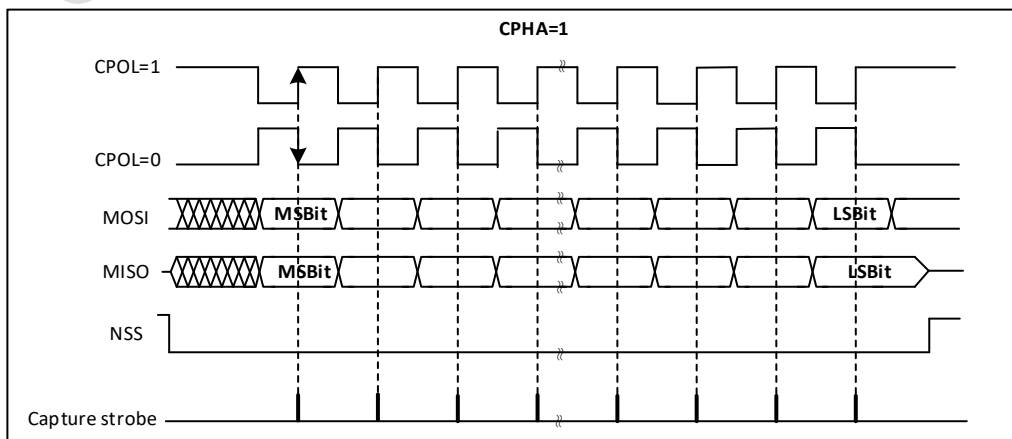 CPHA=1
CPOL=1
CPOL=0
MOSI MSBit LSBit
MISO MSBit LSBit
NSS
Capture strobe